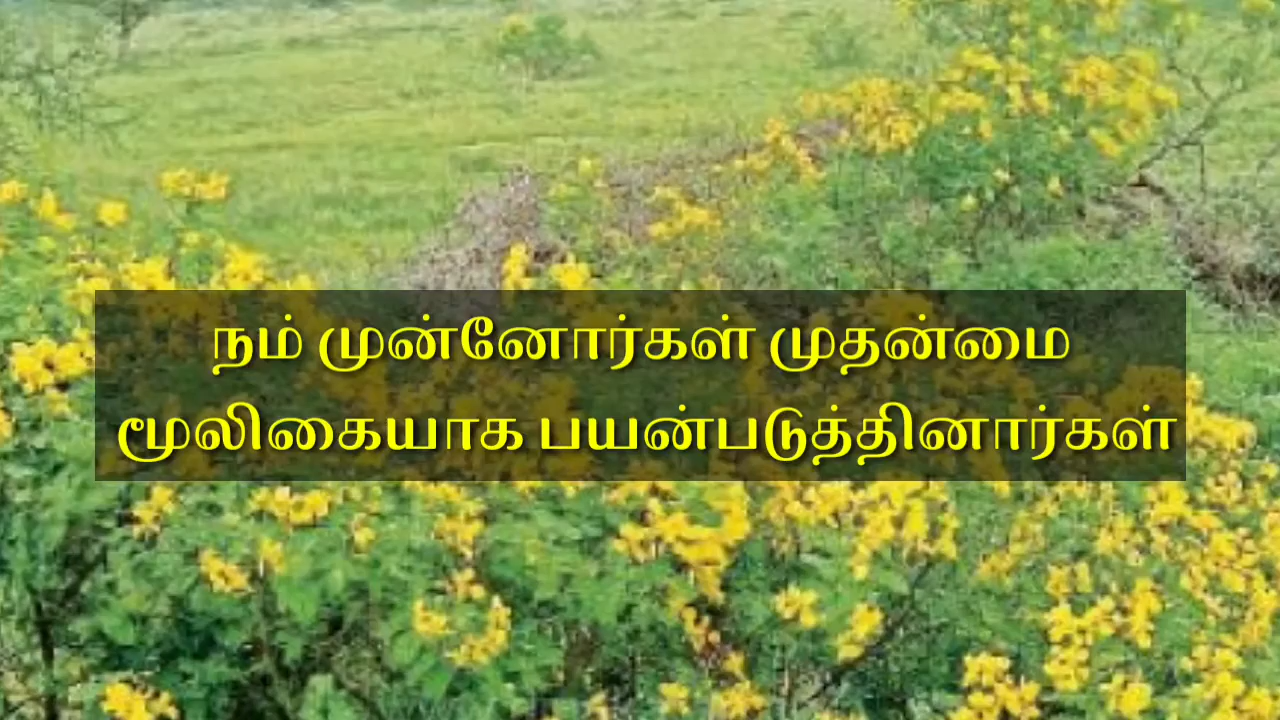 நம் முன்னோர்கள் முதன்மை
மூலிகையாக பயன்படுத்தினார்கள்